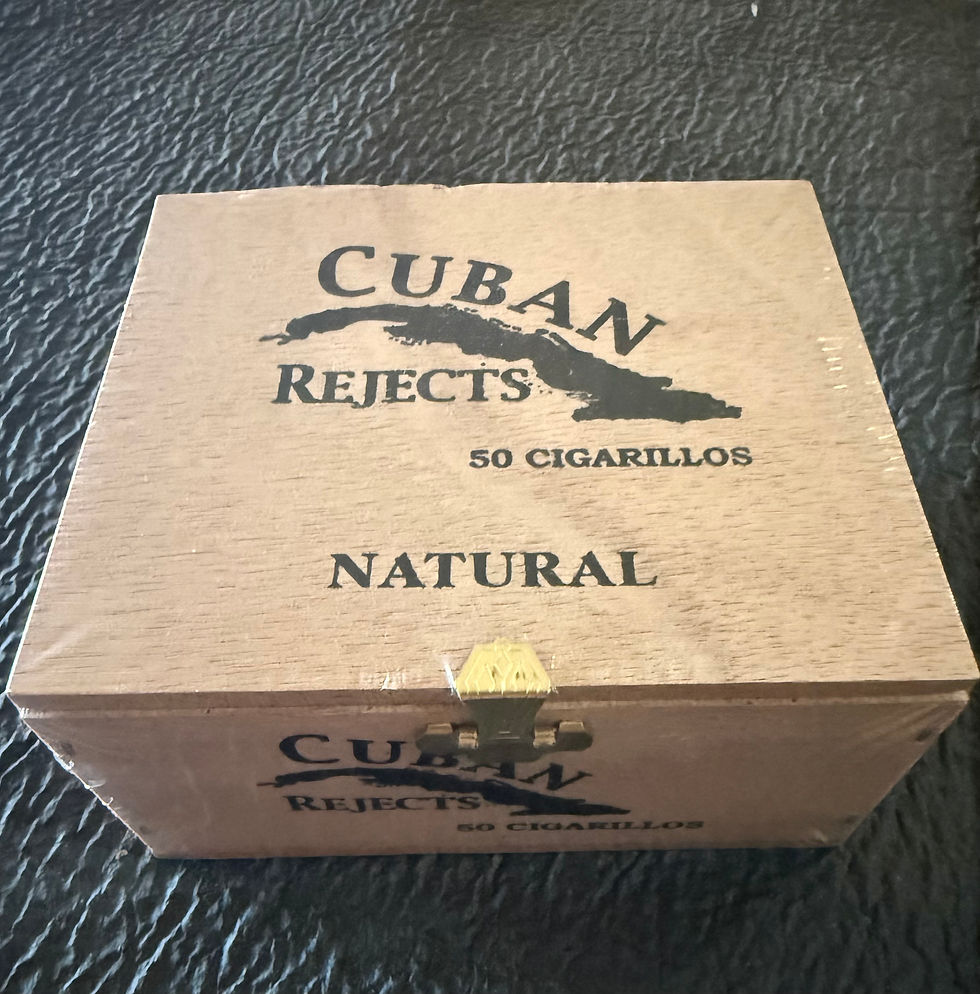 CUBAN
REJECTS
50 CIGARILLOS
NATURAL
CUBAN
REJECTS
50 CIGARILLOS